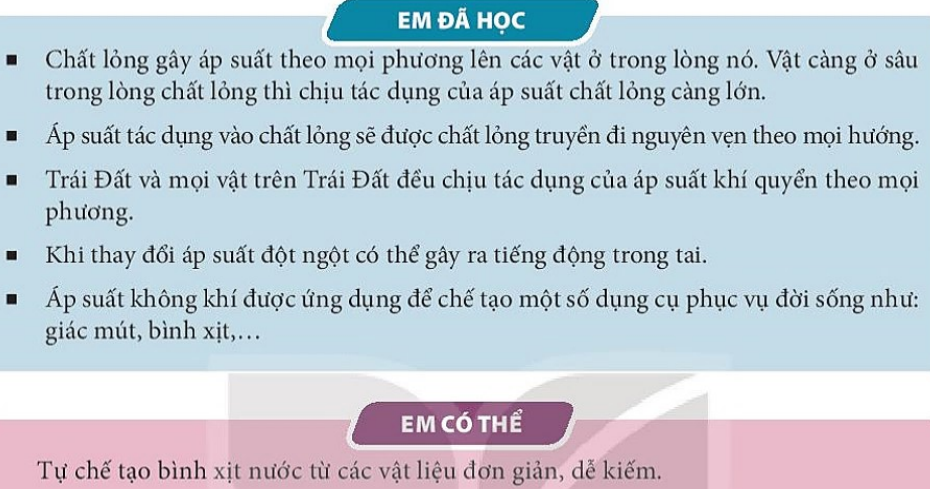 EM ĐÃ HỌC
▪ Chất lỏng gây áp suất theo mọi phương lên các vật ở trong lòng nó. Vật càng ở sâu
trong lòng chất lỏng thì chịu tác dụng của áp suất chất lỏng càng lớn.
▪ Áp suất tác dụng vào chất lỏng sẽ được chất lỏng truyền đi nguyên vẹn theo mọi hướng.
▪ Trái Đất và mọi vật trên Trái Đất đều chịu tác dụng của áp suất khí quyển theo mọi
phương.
▪ Khi thay đổi áp suất đột ngột có thể gây ra tiếng động trong tai.
▪ Áp suất không khí được ứng dụng để chế tạo một số dụng cụ phục vụ đời sống như:
giác mút, bình xịt,…
EM CÓ THỂ
Tự chế tạo bình xịt nước từ các vật liệu đơn giản, dễ kiếm.